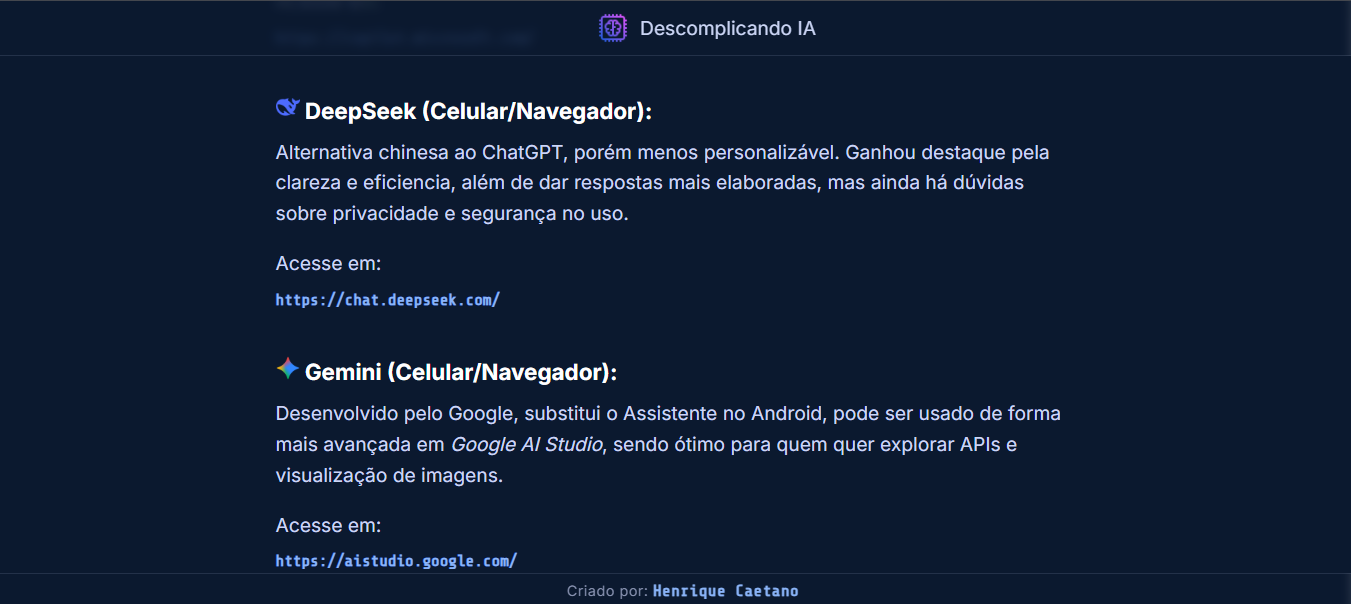 Descomplicando IA
DeepSeek (Celular/Navegador):
Alternativa chinesa ao ChatGPT, porém menos personalizável. Ganhou destaque pela
clareza e eficiencia, além de dar respostas mais elaboradas, mas ainda há dúvidas
sobre privacidade e segurança no uso.
Acesse em:
https://chat.deepseek.com/
Gemini (Celular/Navegador):
Desenvolvido pelo Google, substitui o Assistente no Android, pode ser usado de forma
mais avançada em Google AI Studio, sendo ótimo para quem quer explorar APIs e
visualização de imagens.
Acesse em:
https://aistudio.google.com/
Criado por: Henrique Caetano